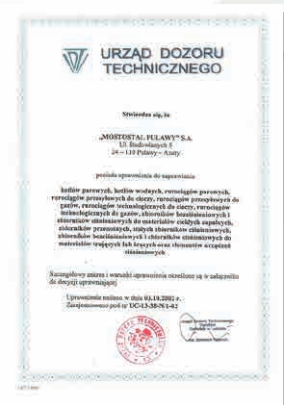 URZĄD DOZORU
TECHNICZNEGO
Stwierdza się, że
„MOSTOSTAL PUŁAWY” S.A.
Ul. Budowlanych 5
24 – 110 Puławy – Azoty
posiada uprawnienia do naprawiania
kotłów parowych, kotłów wodnych, rurociągów parowych,
rurociągów przesyłowych do cieczy, rurociągów przesyłowych do
gazów, rurociągów technologicznych do cieczy, rurociągów
technologicznych do gazów, zbiorników bezciśnieniowych i
zbiorników ciśnieniowych do materiałów ciekłych zapalnych,
zbiorników przenośnych, stałych zbiorników ciśnieniowych,
zbiorników bezciśnieniowych i zbiorników ciśnieniowych do
materiałów trujących lub żrących oraz elementów urządzeń
ciśnieniowych
Szczegółowy zakres i warunki uprawnienia określone są w załączniku
do decyzji uprawniającej
Uprawnienia nadano w dniu 03.10.2002 r.
Zarejestrowano pod nr UC-13-38-N/1-02